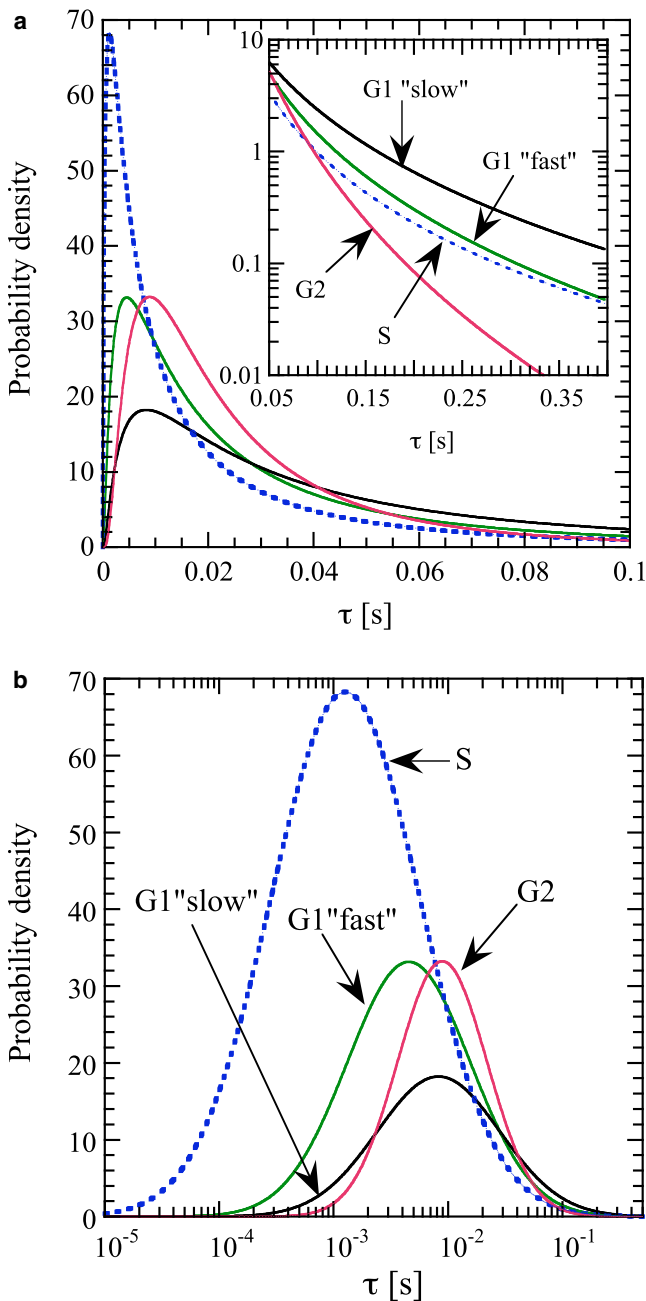 a
Probability density
70
60
50
40
30
20
10
0
0 0.02 0.04 0.06 0.08 0.1
τ [s]
10
1
0.1
0.01
0.05 0.15 0.25 0.35
τ [s]
G1 "slow"
G1 "fast"
G2
S
b
Probability density
70
60
50
40
30
20
10
0
10⁻⁵ 10⁻⁴ 10⁻³ 10⁻² 10⁻¹
τ [s]
S
G1"slow"
G1"fast"
G2